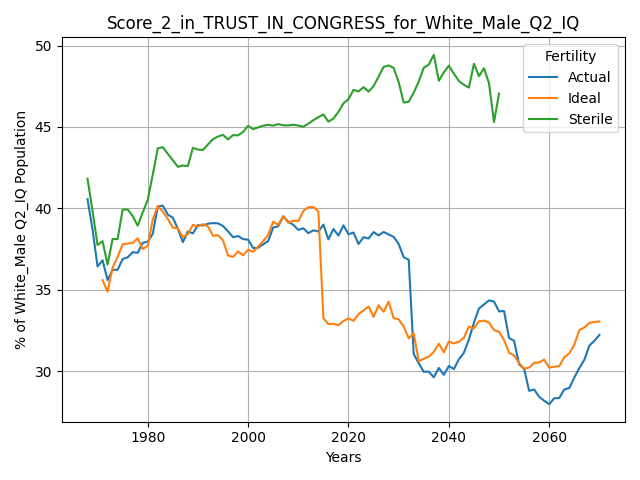 Score_2_in_TRUST_IN_CONGRESS_for_White_Male_Q2_IQ
% of White_Male Q2_IQ Population
50
45
40
35
30
Fertility
Actual
Ideal
Sterile
1980
2000
2020
2040
2060
Years